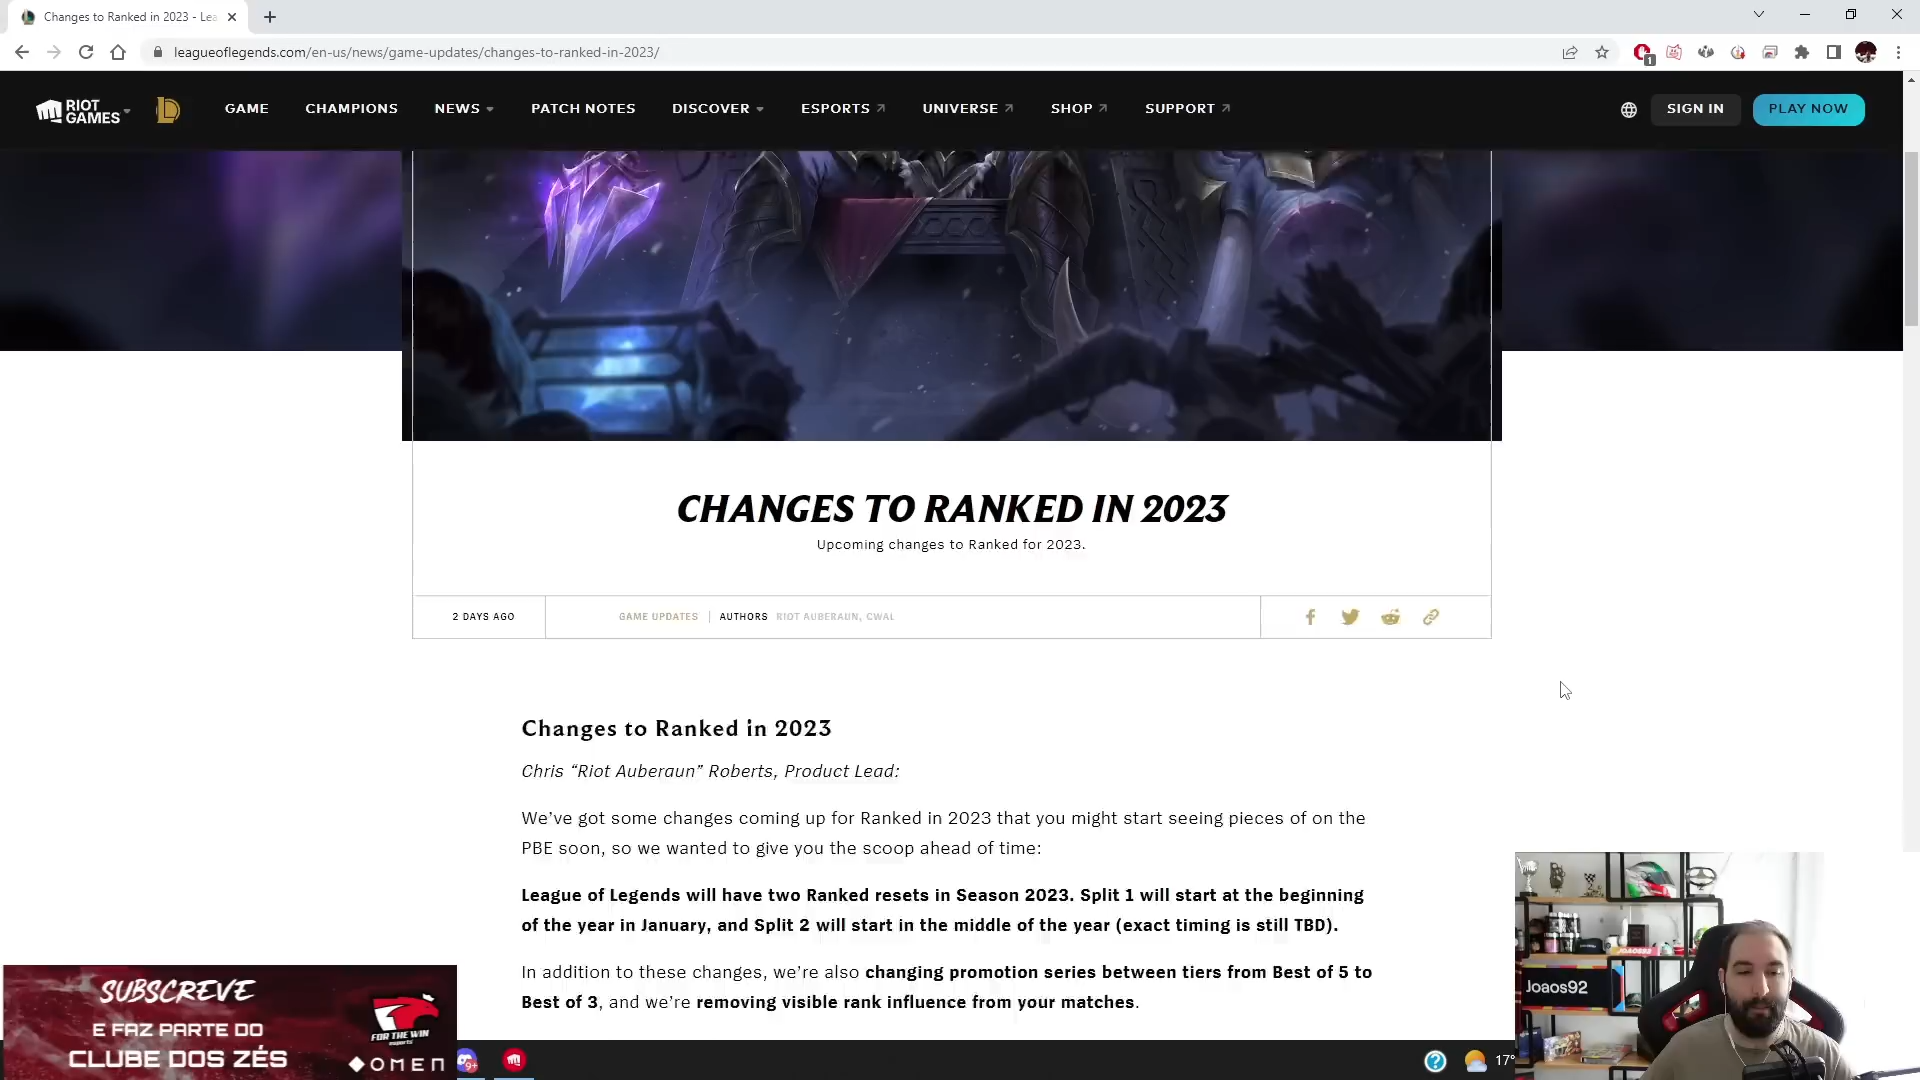 Changes to Ranked in 2023 - Lea
leagueoflegends.com/en-us/news/game-updates/changes-to-ranked-in-2023/
1
RIOT GAMES
GAME
CHAMPIONS
NEWS
PATCH NOTES
DISCOVER
ESPORTS
UNIVERSE
SHOP
SUPPORT
SIGN IN
PLAY NOW
CHANGES TO RANKED IN 2023
Upcoming changes to Ranked for 2023.
2 DAYS AGO
GAME UPDATES | AUTHORS RIOT AUBERAUN, CWAL
Changes to Ranked in 2023
Chris “Riot Auberaun” Roberts, Product Lead:
We’ve got some changes coming up for Ranked in 2023 that you might start seeing pieces of on the
PBE soon, so we wanted to give you the scoop ahead of time:
League of Legends will have two Ranked resets in Season 2023. Split 1 will start at the beginning
of the year in January, and Split 2 will start in the middle of the year (exact timing is still TBD).
In addition to these changes, we’re also changing promotion series between tiers from Best of 5 to
Best of 3, and we’re removing visible rank influence from your matches.
SUBSCREVE
E FAZ PARTE DO
CLUBE DOS ZÉS
FOR THE WIN
esports
OMEN
9+
17°
Joaos92